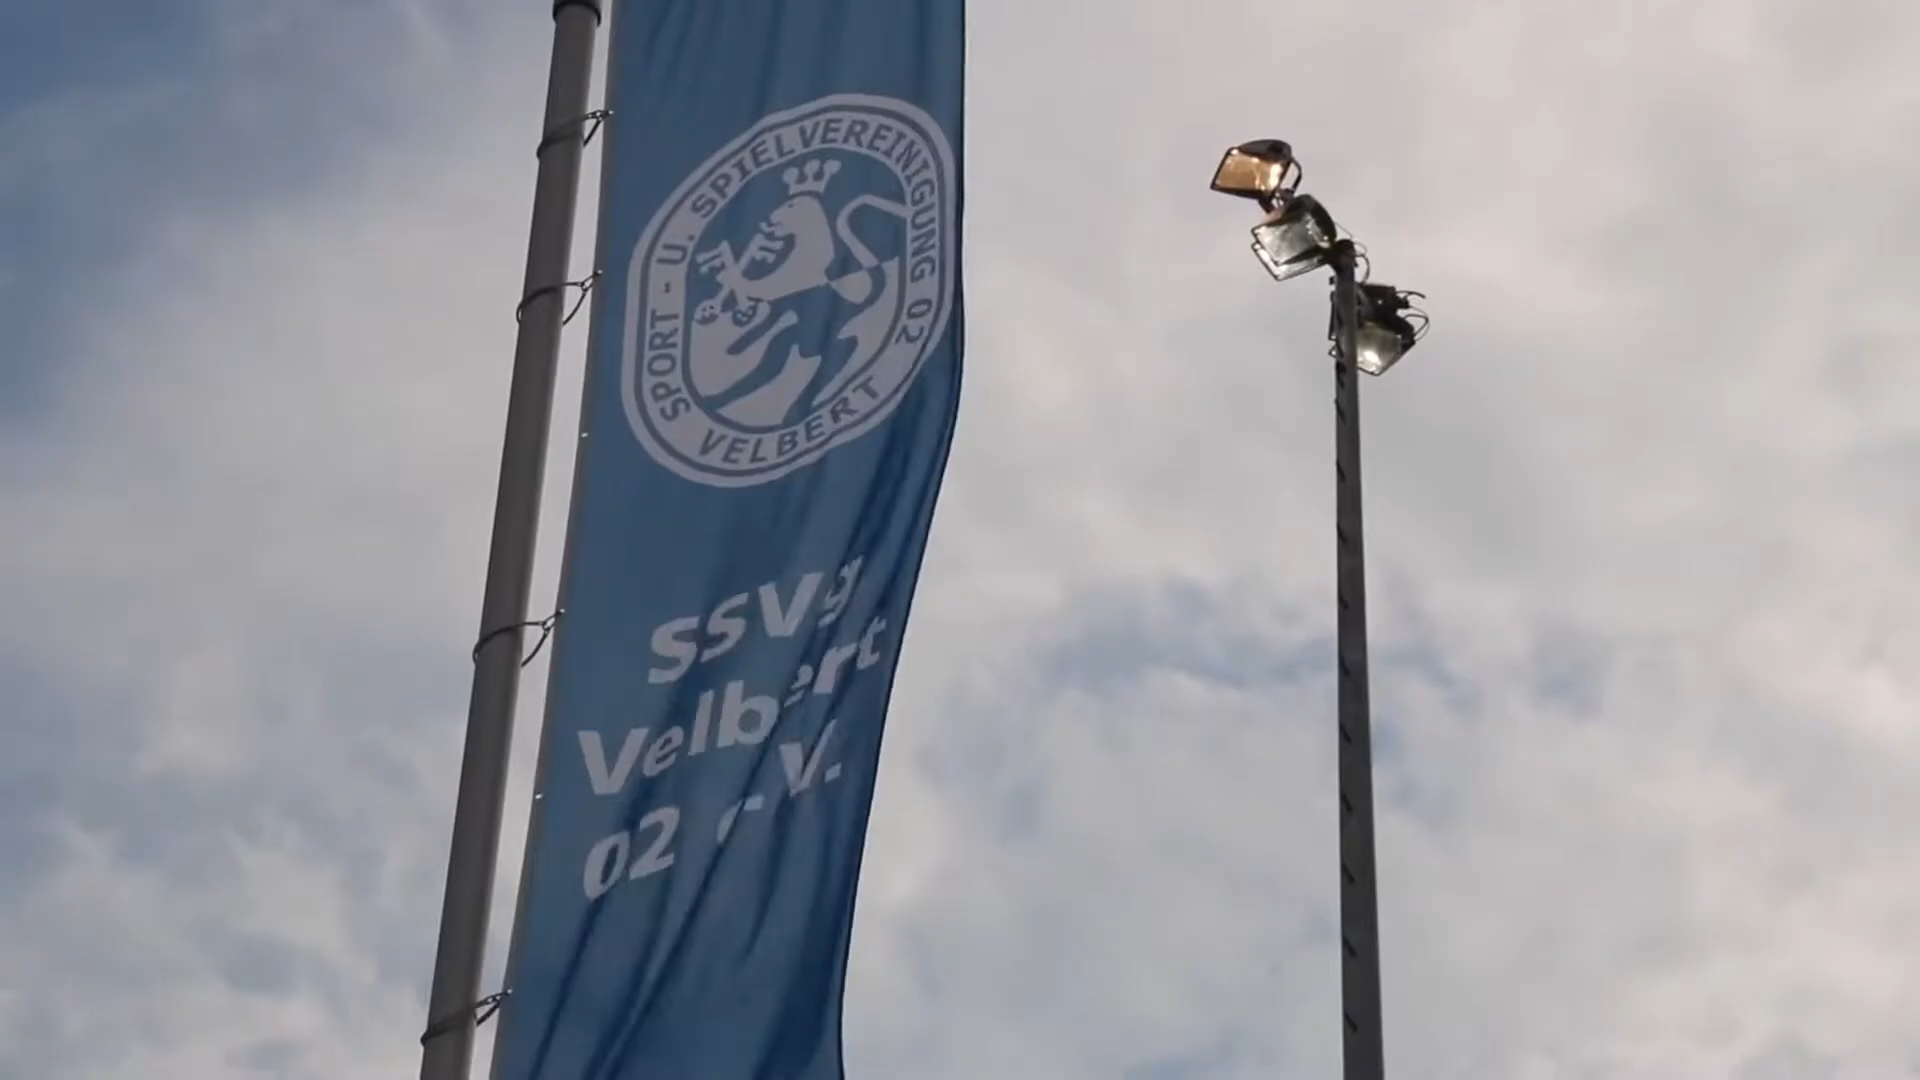 SPORT - U. SPIELVEREINIGUNG 02
VELBERT
SSVg
Velbert
02 e.V.